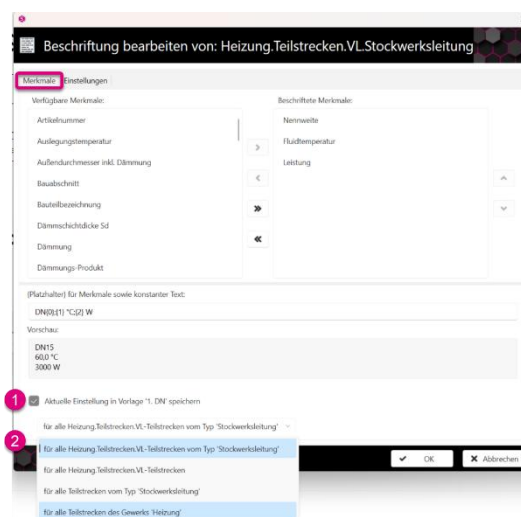 Beschriftung bearbeiten von: Heizung.Teilstrecken.VL.Stockwerksleitung
Merkmale Einstellungen
Verfügbare Merkmale:
Beschriftete Merkmale:
Artikelnummer
Auslegungstemperatur
Außendurchmesser inkl. Dämmung
Bauabschnitt
Bauteilbezeichnung
Dämmschichtdicke Sd
Dämmung
Dämmungs-Produkt
Nennweite
Fluidtemperatur
Leistung
{Platzhalter} für Merkmale sowie konstanter Text:
DN{0};{1} °C;{2} W
Vorschau:
DN15
60,0 °C
3000 W
1 Aktuelle Einstellung in Vorlage '1. DN' speichern
für alle Heizung.Teilstrecken.VL-Teilstrecken vom Typ 'Stockwerksleitung'
2 für alle Heizung.Teilstrecken.VL-Teilstrecken vom Typ 'Stockwerksleitung'
für alle Heizung.Teilstrecken.VL-Teilstrecken
für alle Teilstrecken vom Typ 'Stockwerksleitung'
für alle Teilstrecken des Gewerks 'Heizung'
OK
Abbrechen